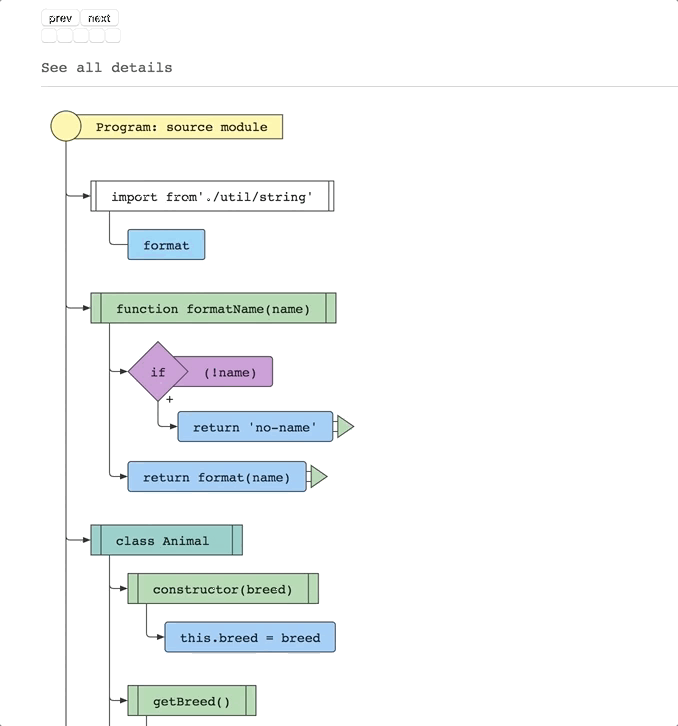 prev next
See all details
Program: source module
import from'./util/string'
format
function formatName(name)
if (!name)
+
return 'no-name'
return format(name)
class Animal
constructor(breed)
this.breed = breed
getBreed()